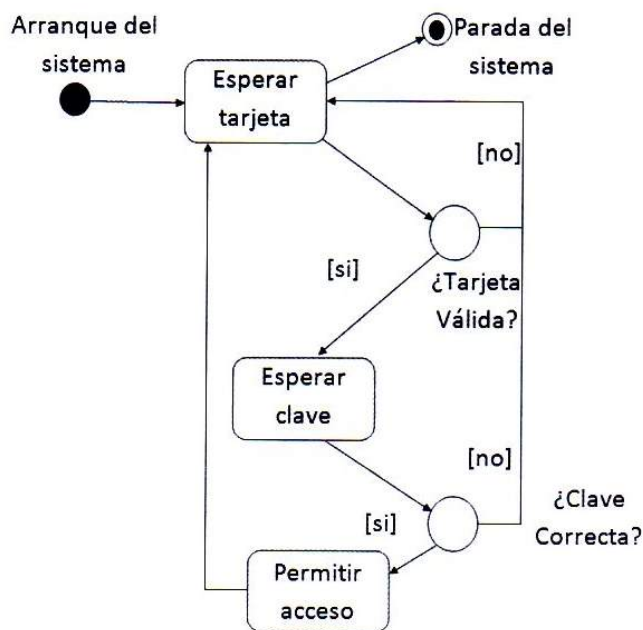 Arranque del
sistema
Parada del
sistema
Esperar
tarjeta
[no]
[si]
¿Tarjeta
Válida?
Esperar
clave
[no]
[si]
¿Clave
Correcta?
Permitir
acceso